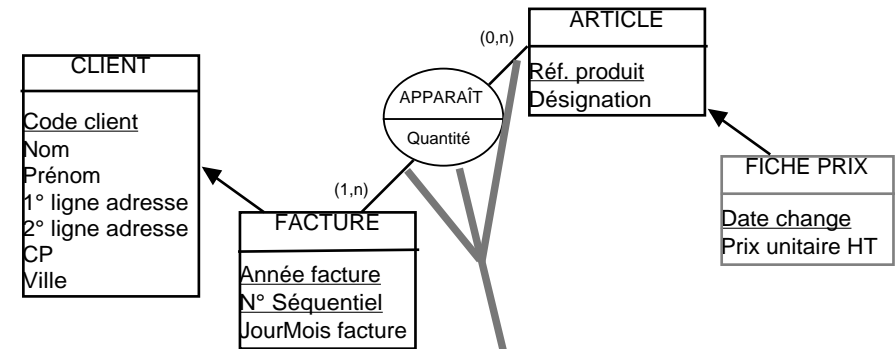 CLIENT
Code client
Nom
Prénom
1° ligne adresse
2° ligne adresse
CP
Ville
(1,n)
FACTURE
Année facture
N° Séquentiel
JourMois facture
APPARAÎT
Quantité
(0,n)
ARTICLE
Réf. produit
Désignation
FICHE PRIX
Date change
Prix unitaire HT